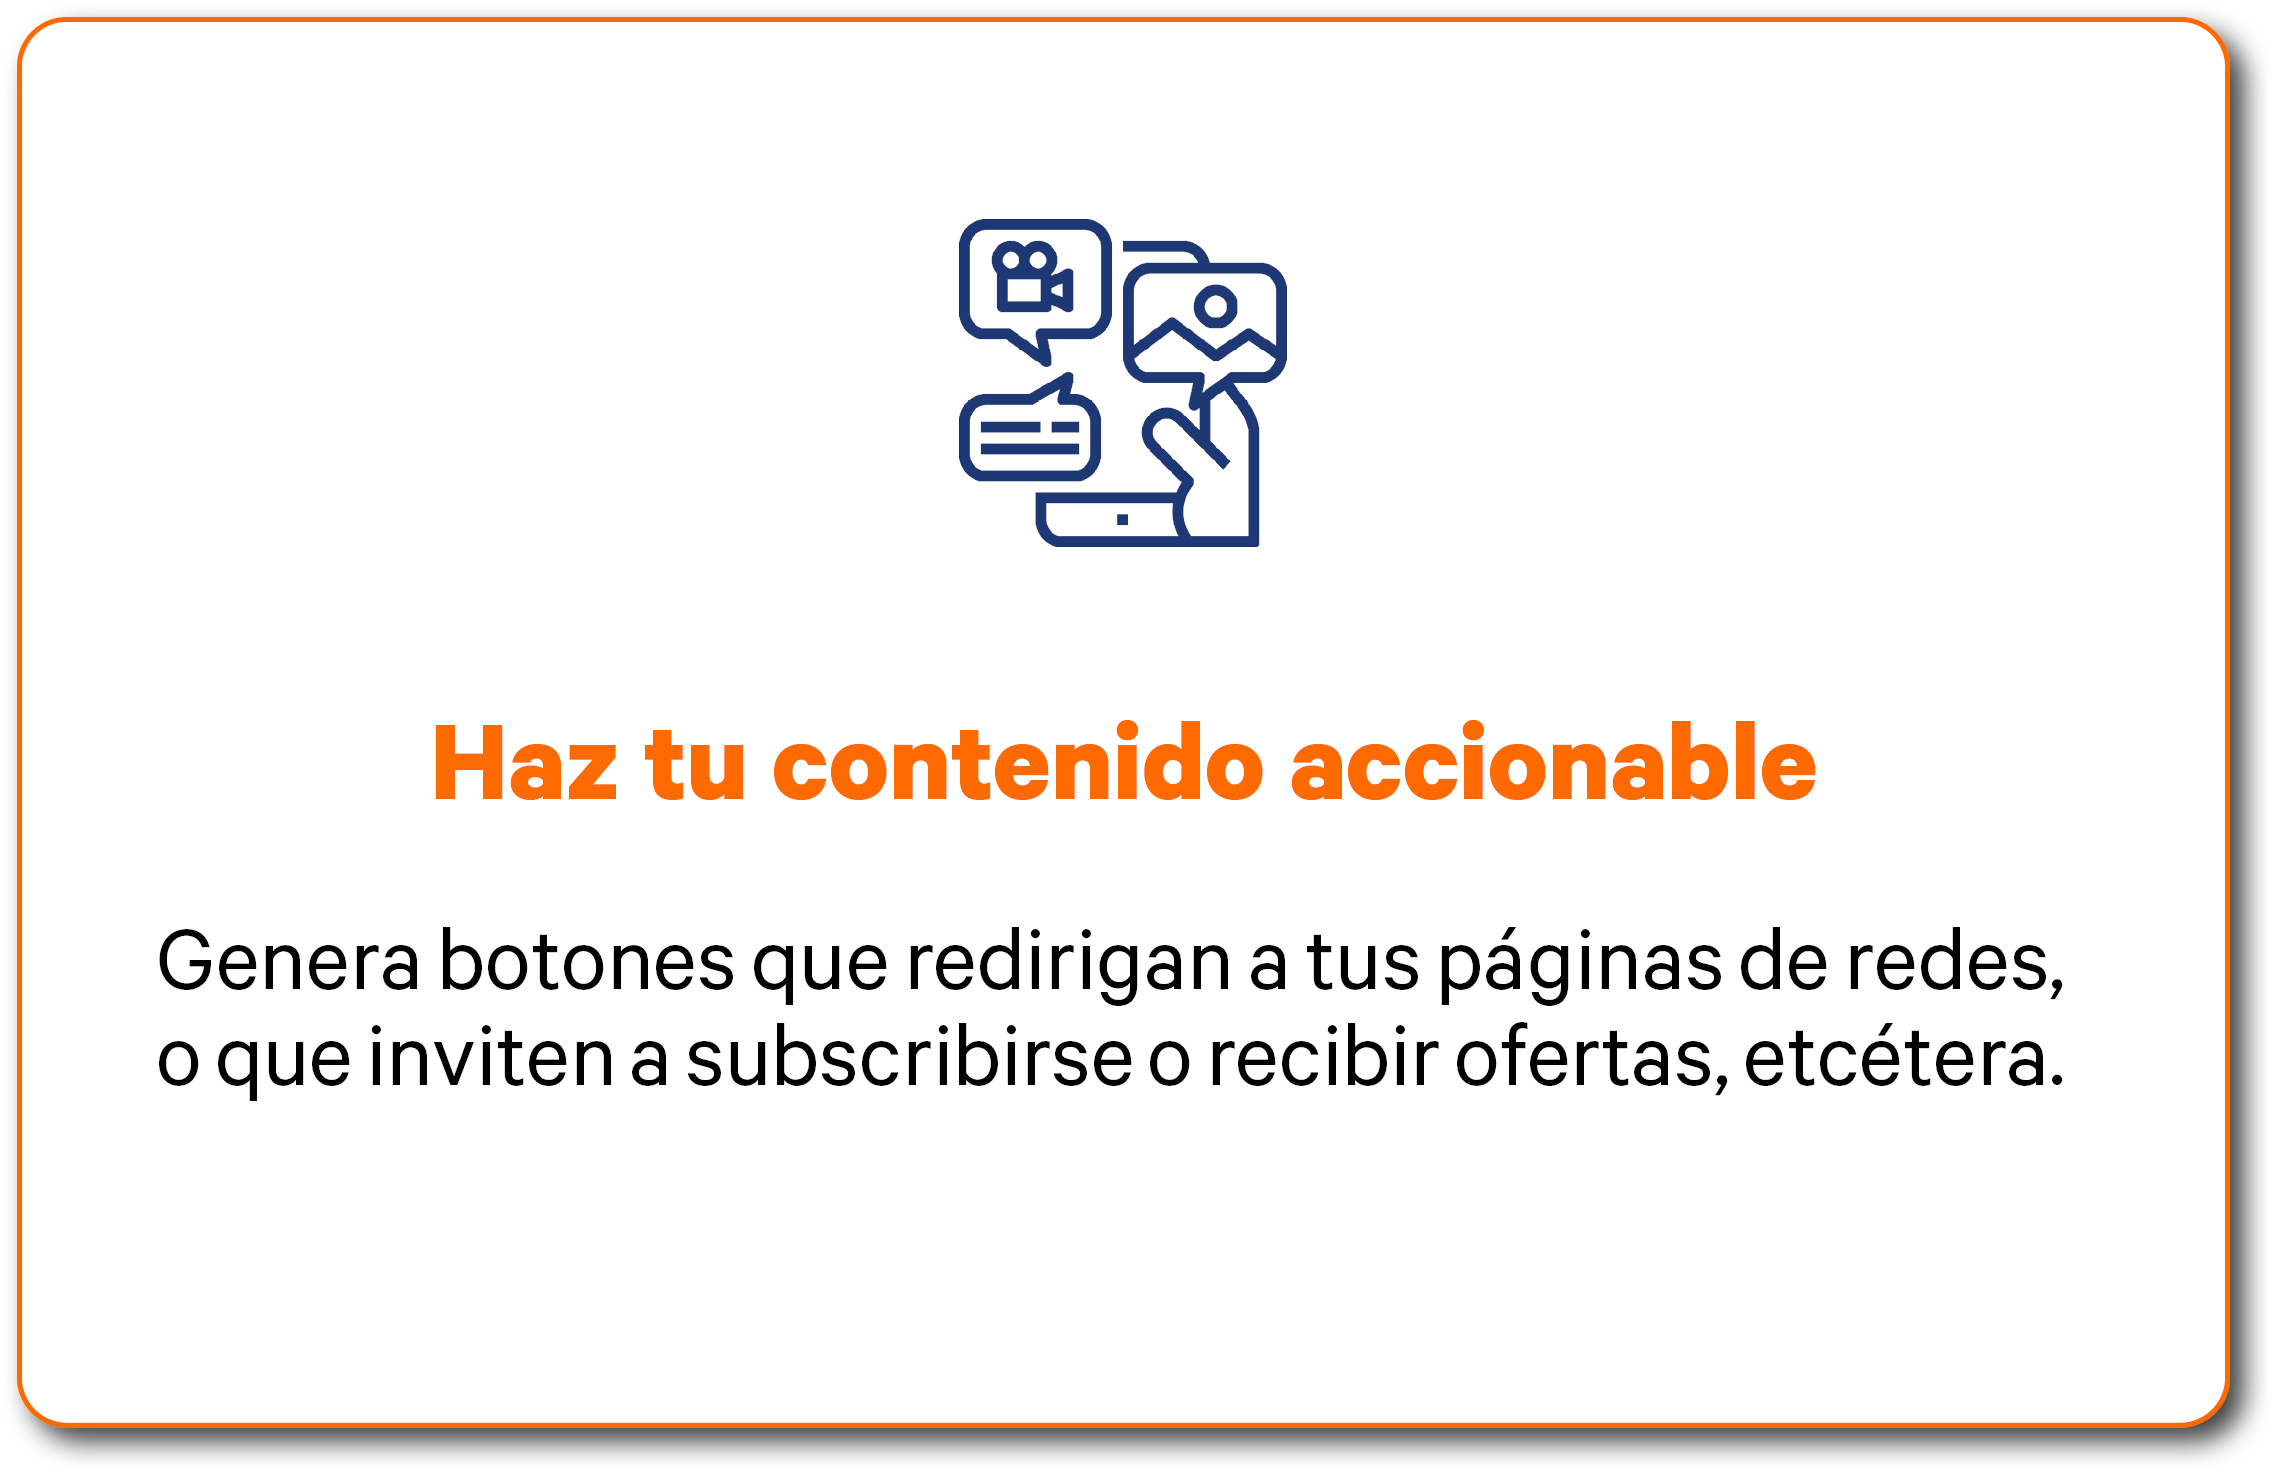 Haz tu contenido accionable
Genera botones que redirigan a tus páginas de redes,
o que inviten a subscribirse o recibir ofertas, etcétera.